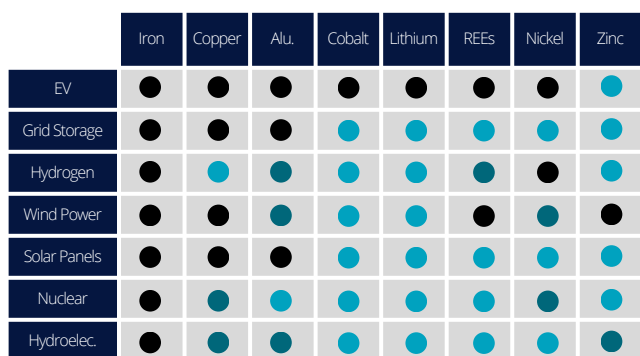 Iron Copper Alu. Cobalt Lithium REEs Nickel Zinc
EV
Grid Storage
Hydrogen
Wind Power
Solar Panels
Nuclear
Hydroelec.